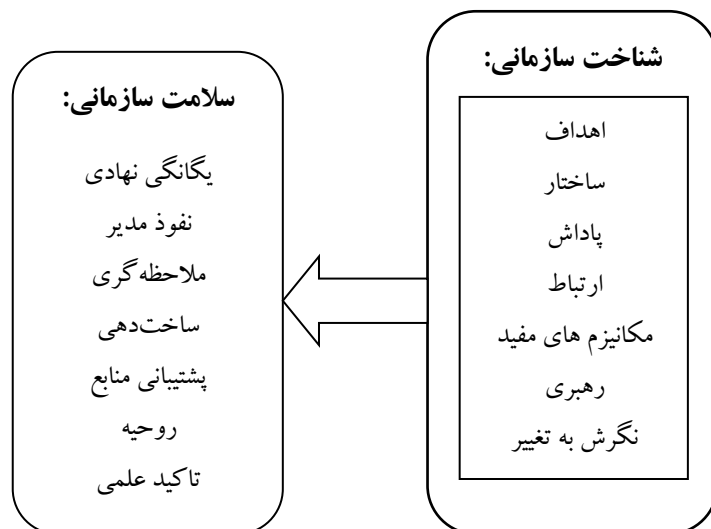 شناخت سازمانی:
اهداف
ساختار
پاداش
ارتباط
مکانیزم های مفید
رهبری
نگرش به تغییر
سلامت سازمانی:
یگانگی نهادی
نفوذ مدیر
ملاحظه‌گری
ساخت‌دهی
پشتیبانی منابع
روحیه
تاکید علمی